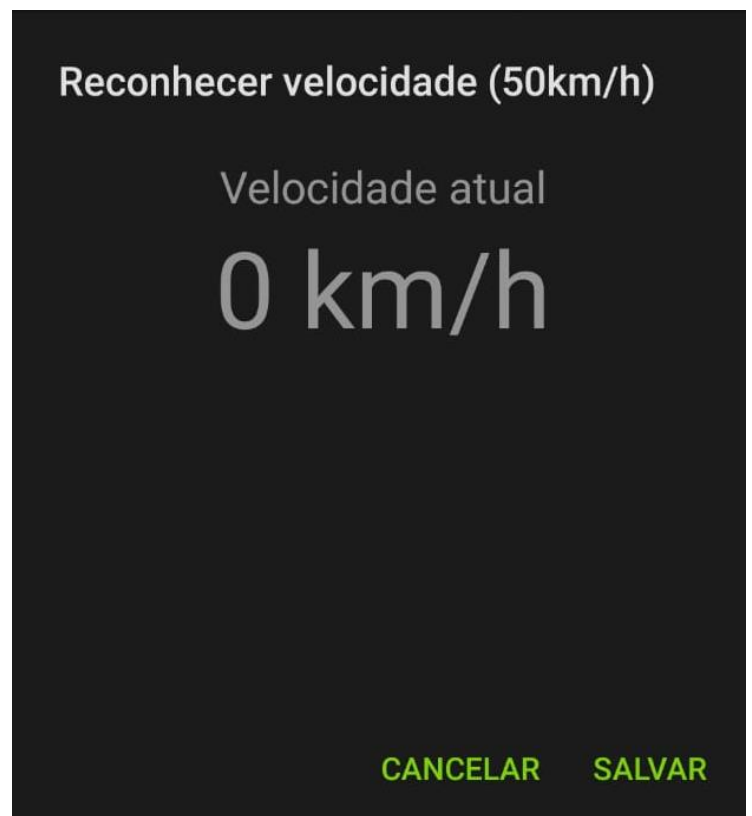 Reconhecer velocidade (50km/h)
Velocidade atual
0 km/h
CANCELAR SALVAR